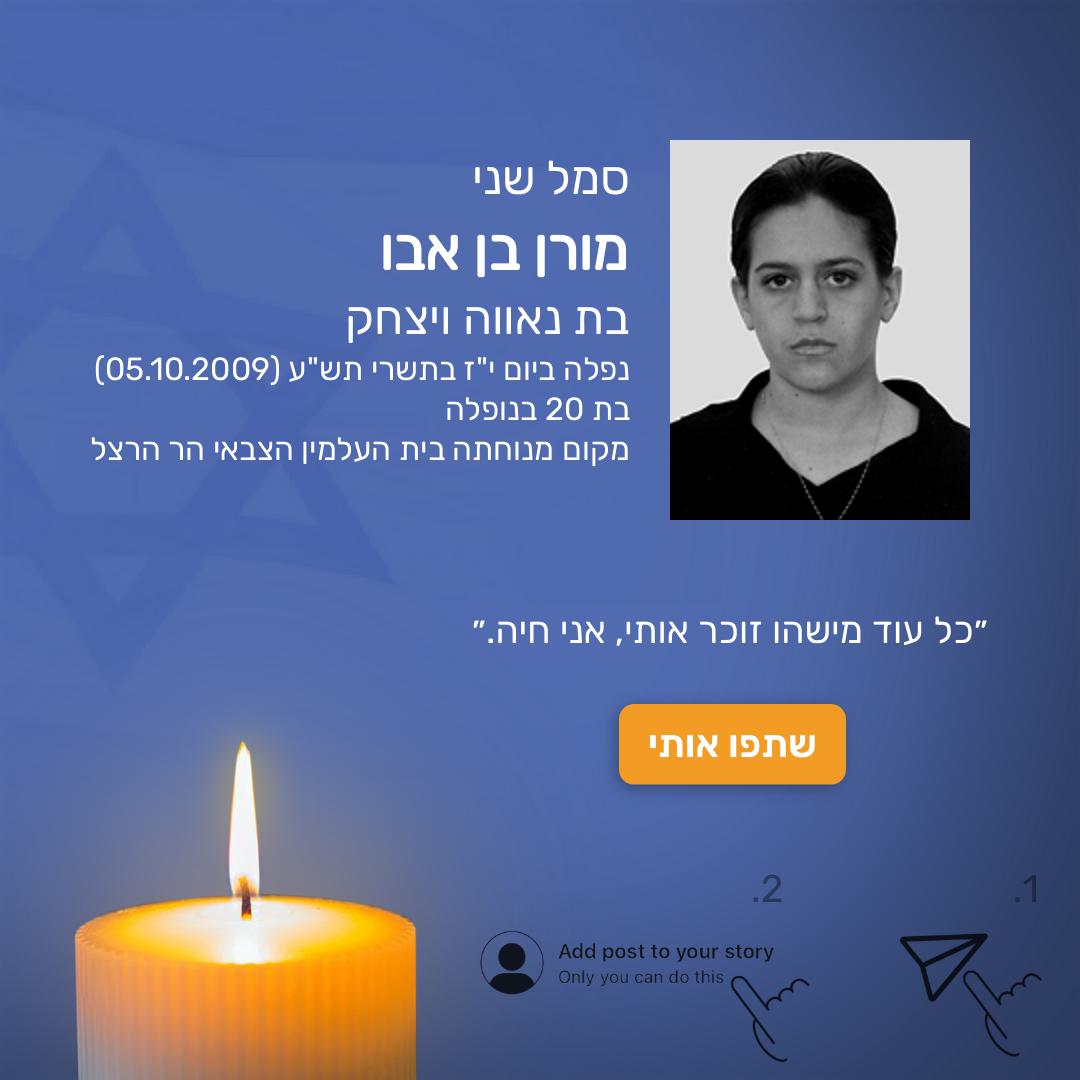 סמל שני
מורן בן אבו
בת נאווה ויצחק
נפלה ביום י"ז בתשרי תש"ע (05.10.2009)
בת 20 בנופלה
מקום מנוחתה בית העלמין הצבאי הר הרצל
”כל עוד מישהו זוכר אותי, אני חיה.”
שתפו אותי
.1
.2
Add post to your story
Only you can do this